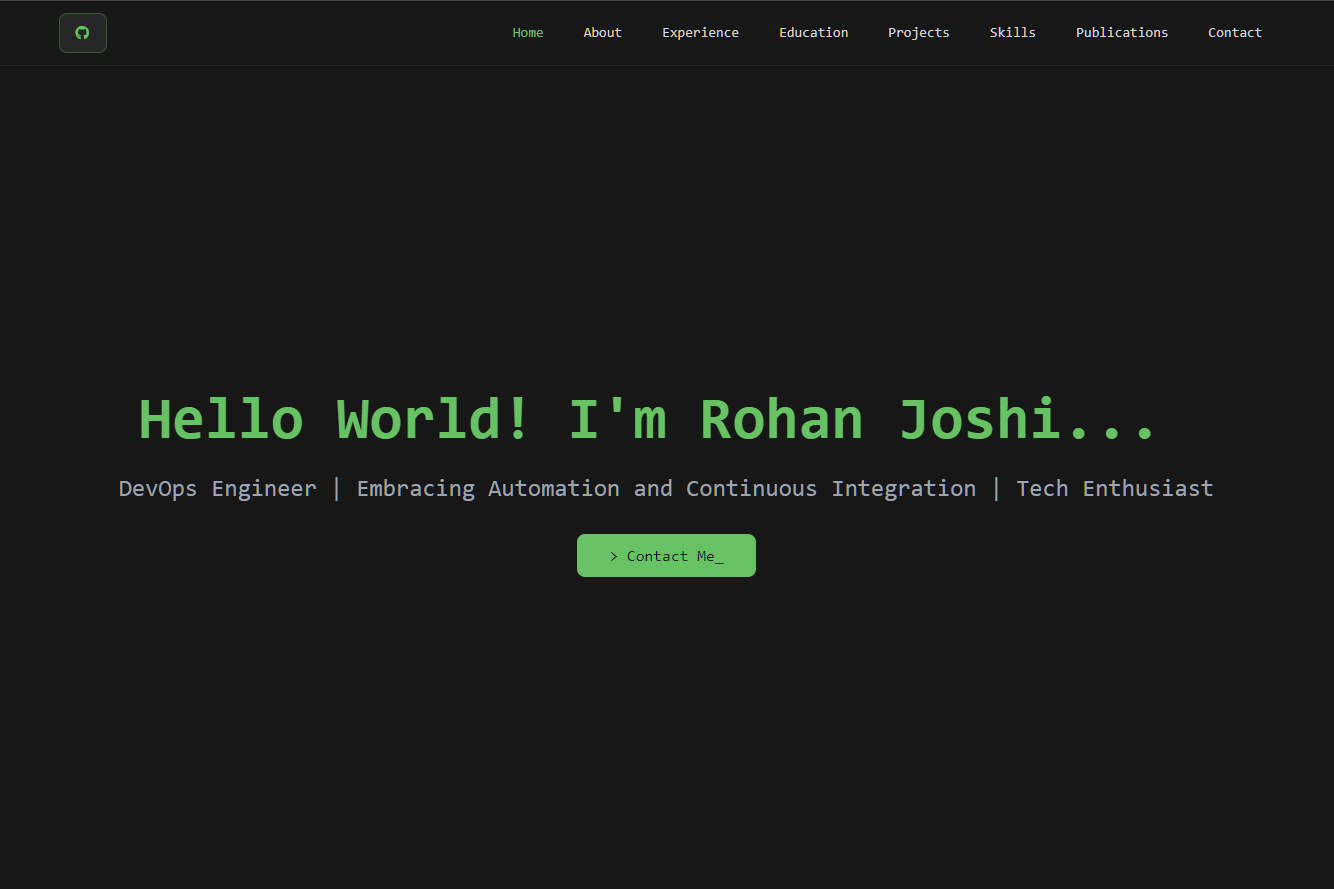 Home About Experience Education Projects Skills Publications Contact
Hello World! I'm Rohan Joshi...
DevOps Engineer | Embracing Automation and Continuous Integration | Tech Enthusiast
> Contact Me_